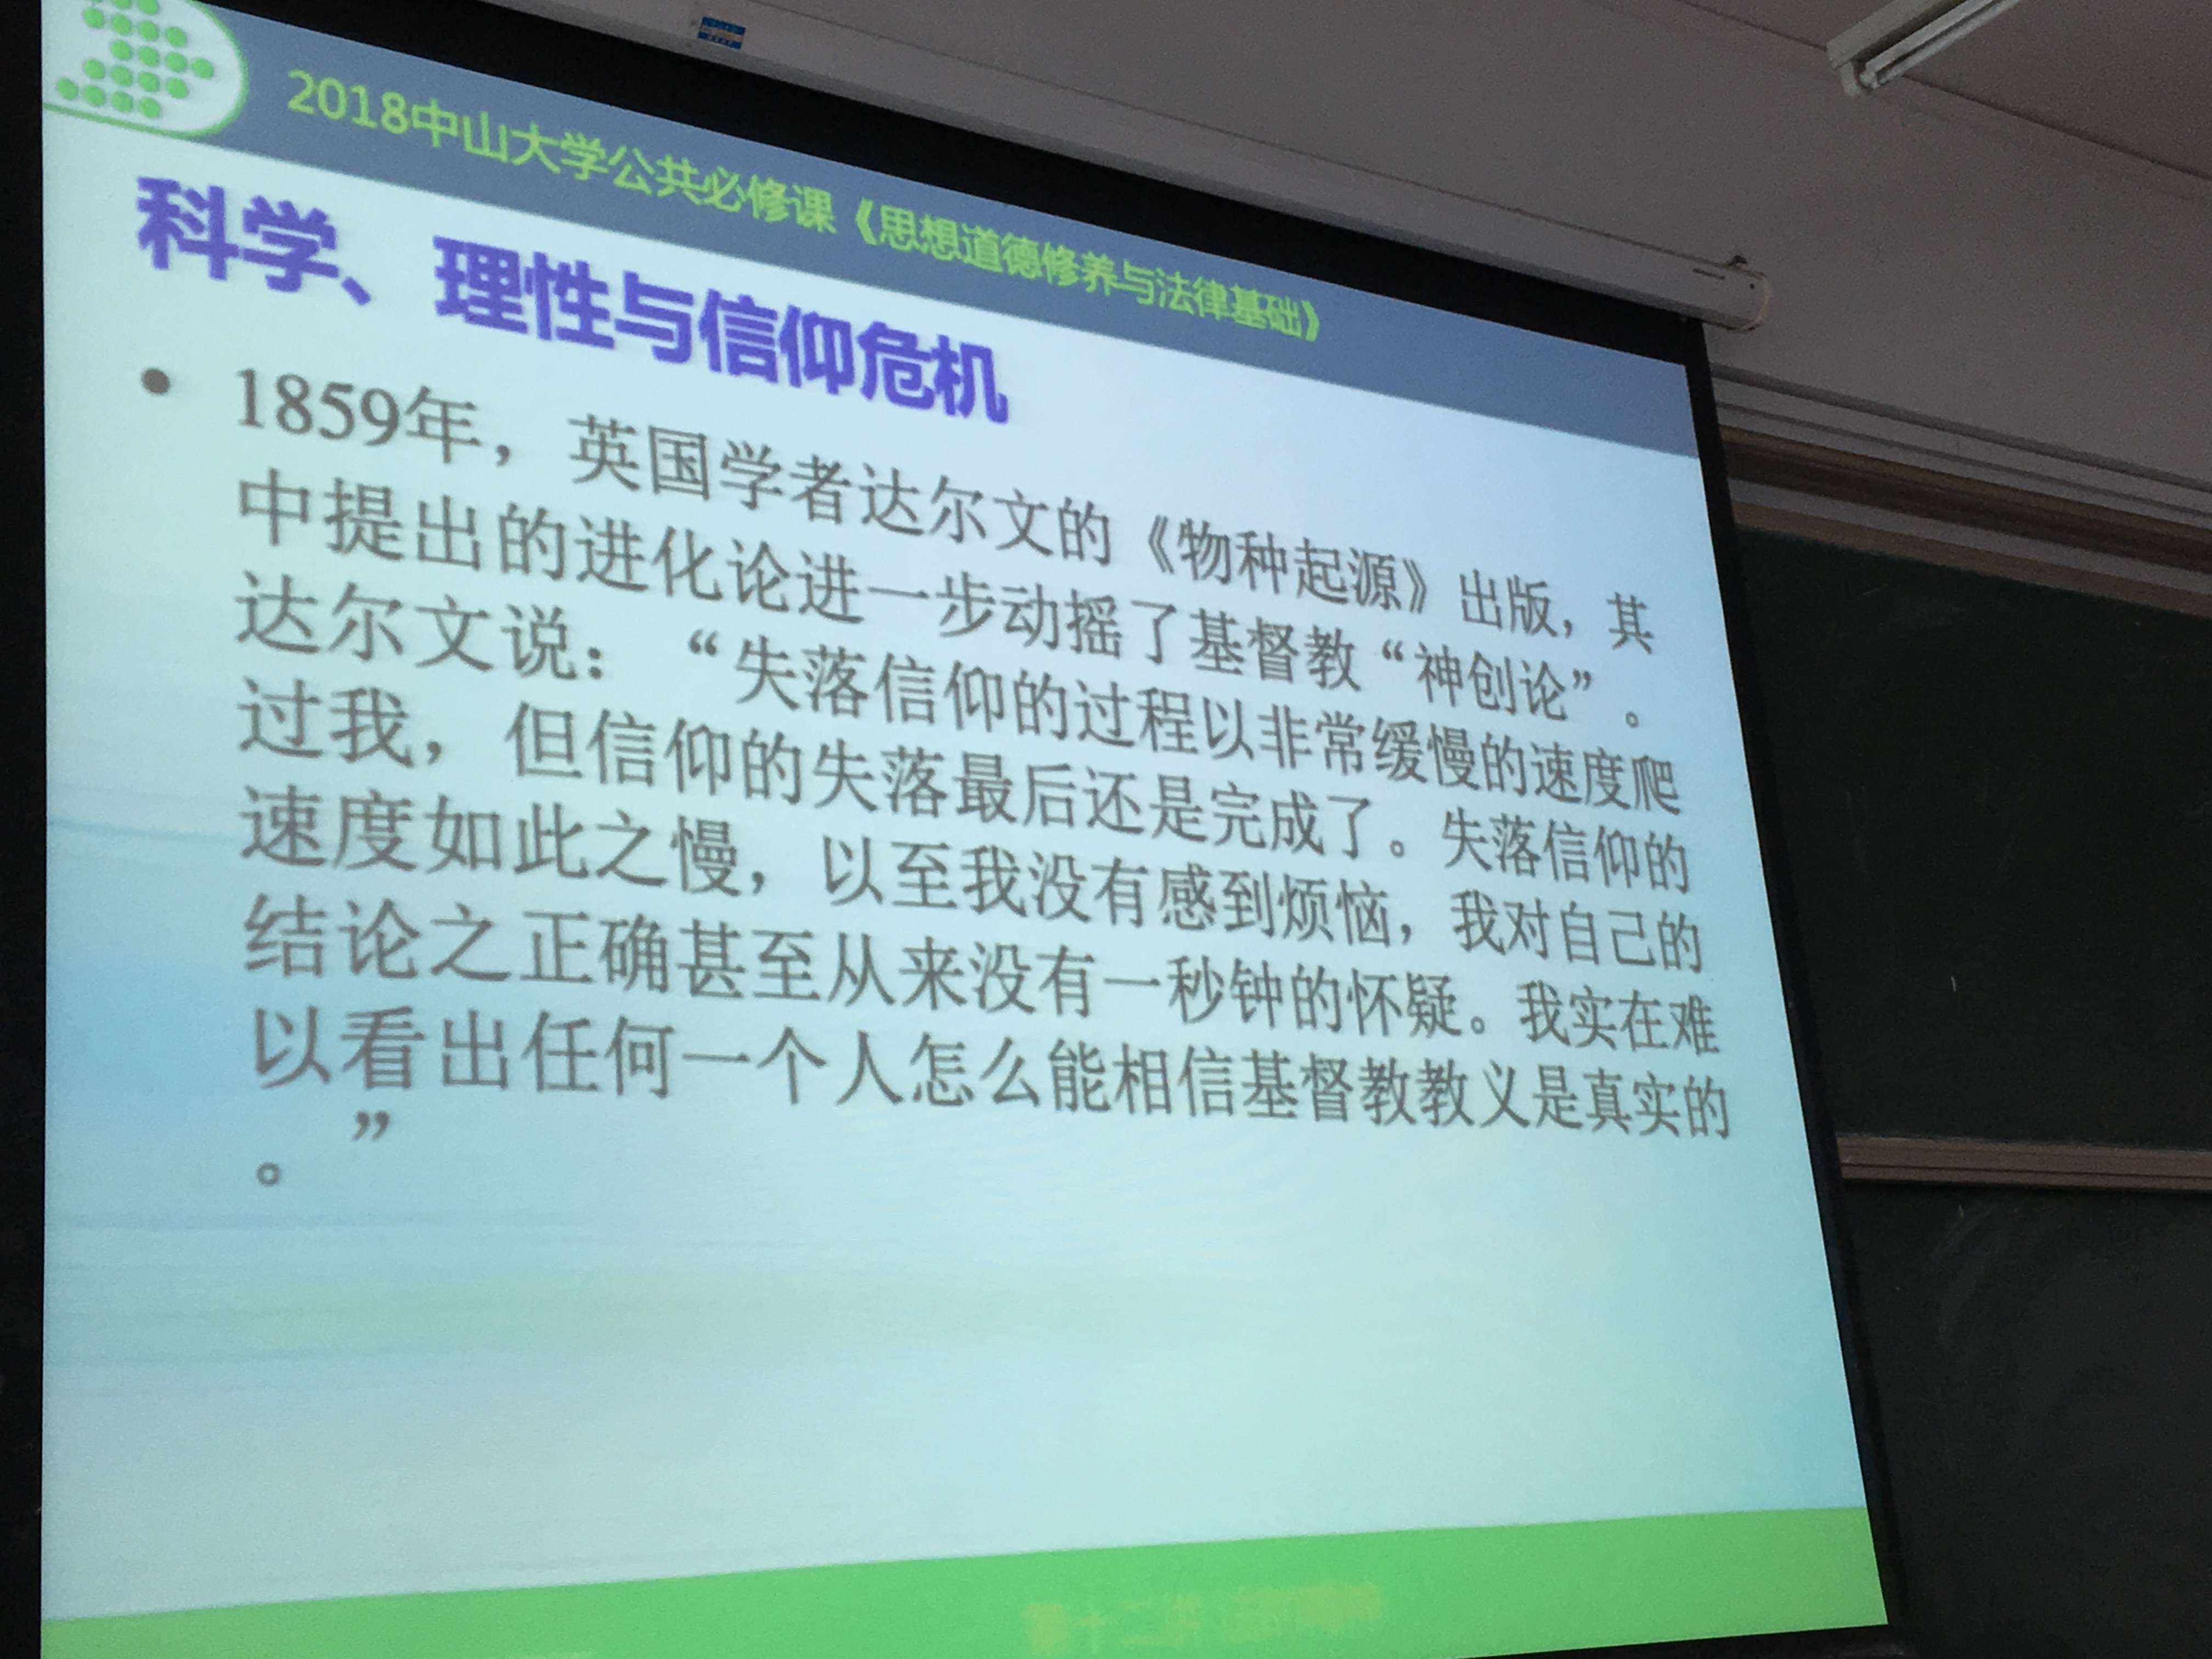 2018中山大学公共必修课《思想道德修养与法律基础》
科学、理性与信仰危机
• 1859年，英国学者达尔文的《物种起源》出版，其
中提出的进化论进一步动摇了基督教“神创论”。
达尔文说：“失落信仰的过程以非常缓慢的速度爬
过我，但信仰的失落最后还是完成了。失落信仰的
速度如此之慢，以至我没有感到烦恼，我对自己的
结论之正确甚至从来没有一秒钟的怀疑。我实在难
以看出任何一个人怎么能相信基督教教义是真实的
。”